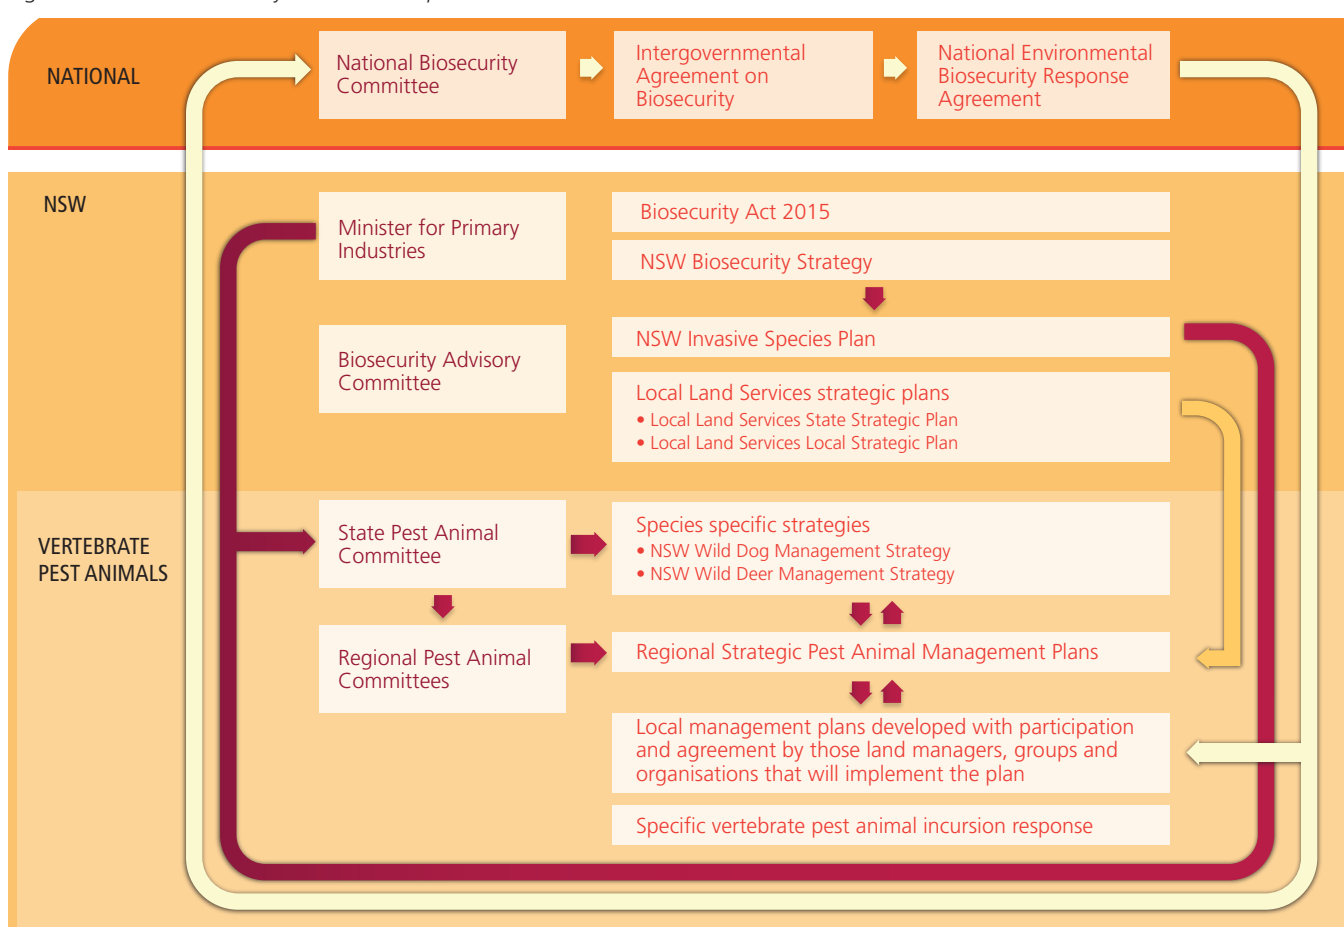 NATIONAL
National Biosecurity
Committee
Intergovernmental
Agreement on
Biosecurity
National Environmental
Biosecurity Response
Agreement
NSW
Minister for Primary
Industries
Biosecurity Act 2015
NSW Biosecurity Strategy
Biosecurity Advisory
Committee
NSW Invasive Species Plan
Local Land Services strategic plans
• Local Land Services State Strategic Plan
• Local Land Services Local Strategic Plan
VERTEBRATE
PEST ANIMALS
State Pest Animal
Committee
Species specific strategies
• NSW Wild Dog Management Strategy
• NSW Wild Deer Management Strategy
Regional Pest Animal
Committees
Regional Strategic Pest Animal Management Plans
Local management plans developed with participation
and agreement by those land managers, groups and
organisations that will implement the plan
Specific vertebrate pest animal incursion response